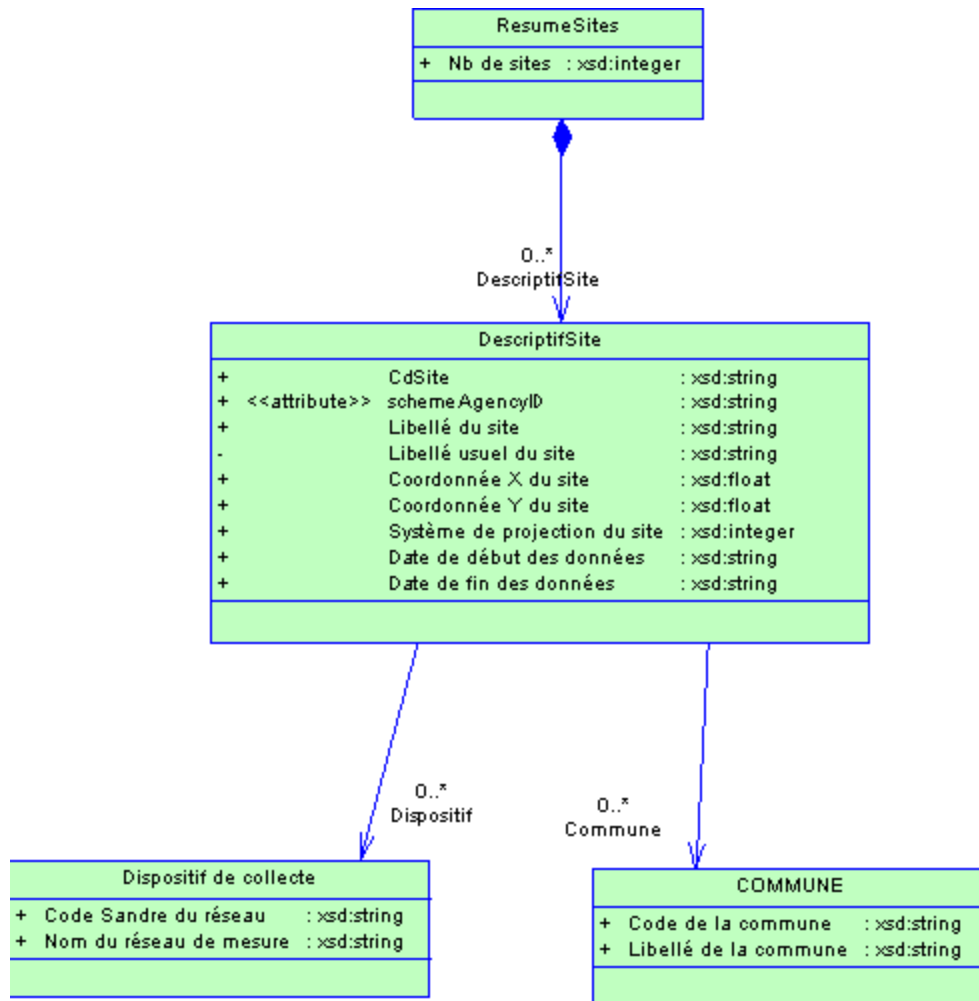 ResumeSites
+ Nb de sites : xsd:integer
0..*
DescriptifSite
DescriptifSite
+ CdSite : xsd:string
+ <<attribute>> schemeAgencyID : xsd:string
+ Libellé du site : xsd:string
- Libellé usuel du site : xsd:string
+ Coordonnée X du site : xsd:float
+ Coordonnée Y du site : xsd:float
+ Système de projection du site : xsd:integer
+ Date de début des données : xsd:string
+ Date de fin des données : xsd:string
0..*
Dispositif
0..*
Commune
Dispositif de collecte
+ Code Sandre du réseau : xsd:string
+ Nom du réseau de mesure : xsd:string
COMMUNE
+ Code de la commune : xsd:string
+ Libellé de la commune : xsd:string